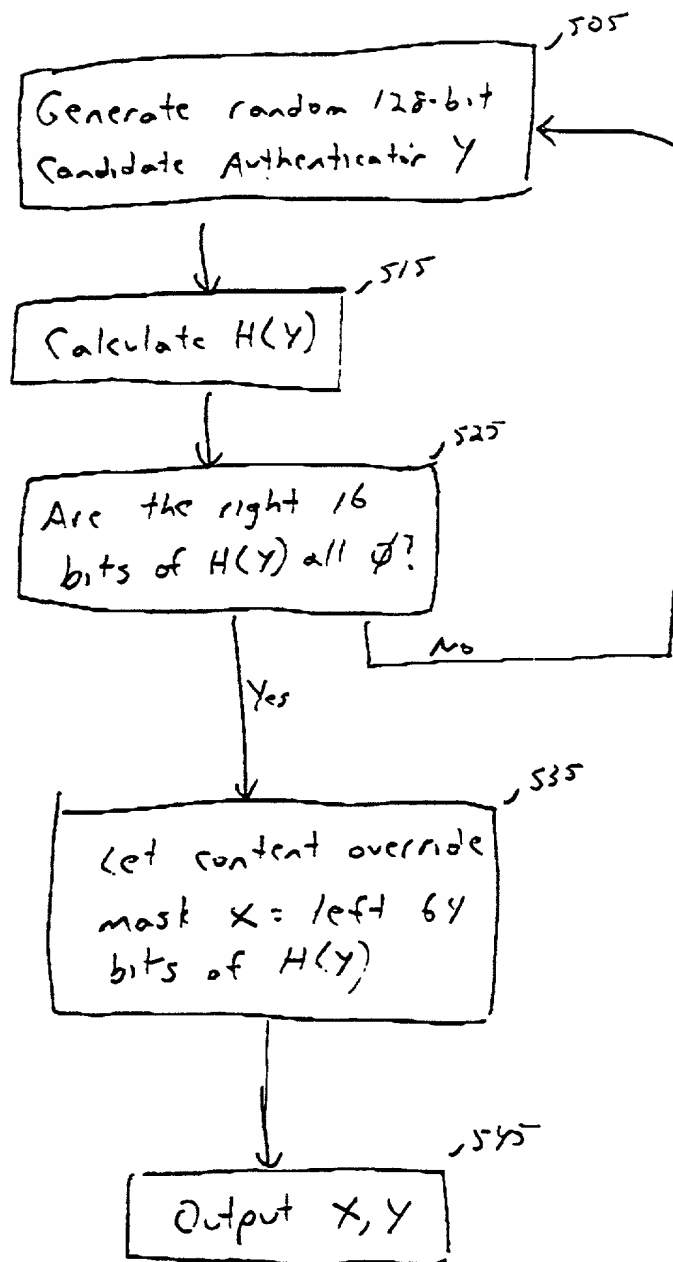 505
Generate random 128-bit
Candidate Authenticator Y
515
Calculate H(Y)
525
Are the right 16
bits of H(Y) all Ø?
No
Yes
535
Let content override
mask X = left 64
bits of H(Y)
545
Output X, Y